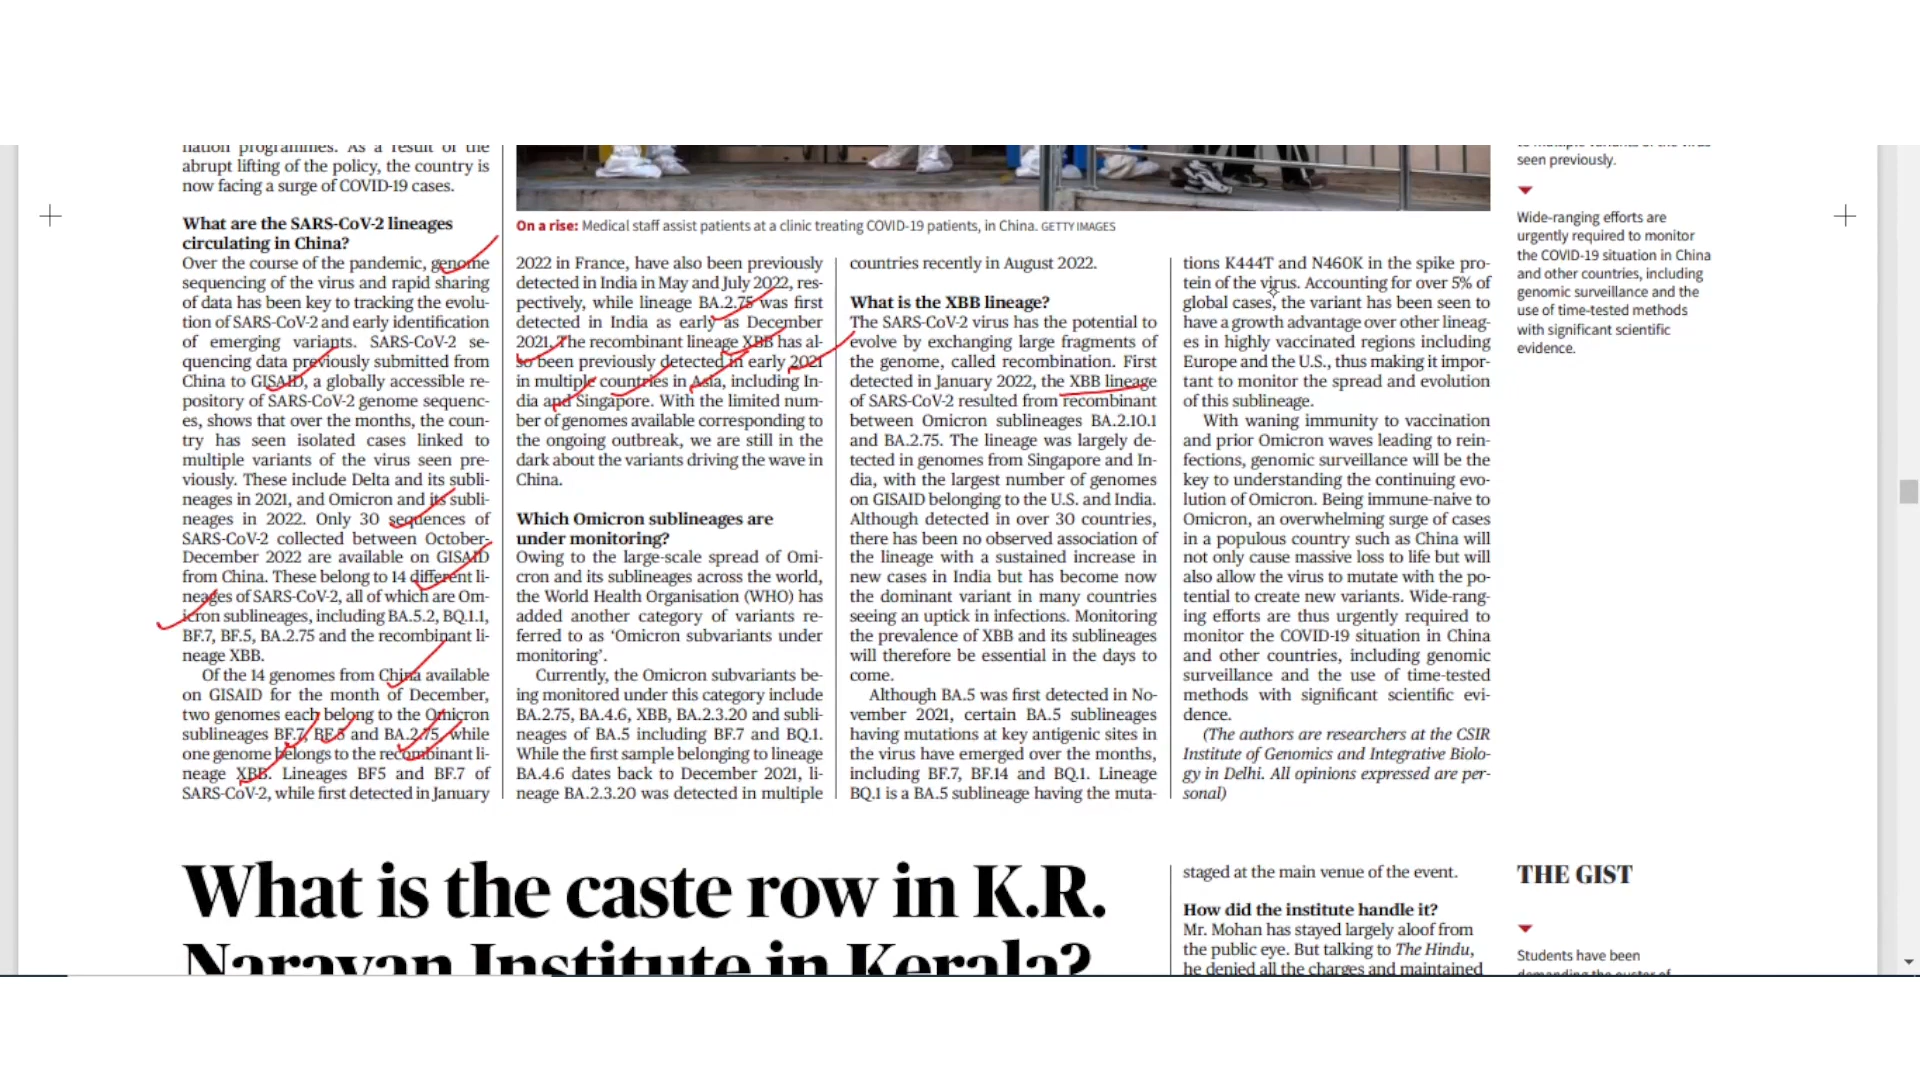 nation programmes. As a result of the
abrupt lifting of the policy, the country is
now facing a surge of COVID-19 cases.
What are the SARS-CoV-2 lineages
circulating in China?
Over the course of the pandemic, genome
sequencing of the virus and rapid sharing
of data has been key to tracking the evolu-
tion of SARS-CoV-2 and early identification
of emerging variants. SARS-CoV-2 se-
quencing data previously submitted from
China to GISAID, a globally accessible re-
pository of SARS-CoV-2 genome sequenc-
es, shows that over the months, the coun-
try has seen isolated cases linked to
multiple variants of the virus seen pre-
viously. These include Delta and its subli-
neages in 2021, and Omicron and its subli-
neages in 2022. Only 30 sequences of
SARS-CoV-2 collected between October-
December 2022 are available on GISAID
from China. These belong to 14 different li-
neages of SARS-CoV-2, all of which are Om-
icron sublineages, including BA.5.2, BQ.1.1,
BF.7, BF.5, BA.2.75 and the recombinant li-
neage XBB.
Of the 14 genomes from China available
on GISAID for the month of December,
two genomes each belong to the Omicron
sublineages BF.7, BF.5 and BA.2.75, while
one genome belongs to the recombinant li-
neage XBB. Lineages BF5 and BF.7 of
SARS-CoV-2, while first detected in January
On a rise: Medical staff assist patients at a clinic treating COVID-19 patients, in China. GETTY IMAGES
2022 in France, have also been previously
detected in India in May and July 2022, res-
pectively, while lineage BA.2.75 was first
detected in India as early as December
2021. The recombinant lineage XBB has al-
so been previously detected in early 2021
in multiple countries in Asia, including In-
dia and Singapore. With the limited num-
ber of genomes available corresponding to
the ongoing outbreak, we are still in the
dark about the variants driving the wave in
China.
Which Omicron sublineages are
under monitoring?
Owing to the large-scale spread of Omi-
cron and its sublineages across the world,
the World Health Organisation (WHO) has
added another category of variants re-
ferred to as ‘Omicron subvariants under
monitoring’.
Currently, the Omicron subvariants be-
ing monitored under this category include
BA.2.75, BA.4.6, XBB, BA.2.3.20 and subli-
neages of BA.5 including BF.7 and BQ.1.
While the first sample belonging to lineage
BA.4.6 dates back to December 2021, li-
neage BA.2.3.20 was detected in multiple
countries recently in August 2022.
What is the XBB lineage?
The SARS-CoV-2 virus has the potential to
evolve by exchanging large fragments of
the genome, called recombination. First
detected in January 2022, the XBB lineage
of SARS-CoV-2 resulted from recombinant
between Omicron sublineages BA.2.10.1
and BA.2.75. The lineage was largely de-
tected in genomes from Singapore and In-
dia, with the largest number of genomes
on GISAID belonging to the U.S. and India.
Although detected in over 30 countries,
there has been no observed association of
the lineage with a sustained increase in
new cases in India but has become now
the dominant variant in many countries
seeing an uptick in infections. Monitoring
the prevalence of XBB and its sublineages
will therefore be essential in the days to
come.
Although BA.5 was first detected in No-
vember 2021, certain BA.5 sublineages
having mutations at key antigenic sites in
the virus have emerged over the months,
including BF.7, BF.14 and BQ.1. Lineage
BQ.1 is a BA.5 sublineage having the muta-
tions K444T and N460K in the spike pro-
tein of the virus. Accounting for over 5% of
global cases, the variant has been seen to
have a growth advantage over other lineag-
es in highly vaccinated regions including
Europe and the U.S., thus making it impor-
tant to monitor the spread and evolution
of this sublineage.
With waning immunity to vaccination
and prior Omicron waves leading to rein-
fections, genomic surveillance will be the
key to understanding the continuing evo-
lution of Omicron. Being immune-naive to
Omicron, an overwhelming surge of cases
in a populous country such as China will
not only cause massive loss to life but will
also allow the virus to mutate with the po-
tential to create new variants. Wide-rang-
ing efforts are thus urgently required to
monitor the COVID-19 situation in China
and other countries, including genomic
surveillance and the use of time-tested
methods with significant scientific evi-
dence.
(The authors are researchers at the CSIR
Institute of Genomics and Integrative Biolo-
gy in Delhi. All opinions expressed are per-
sonal)
seen previously.
Wide-ranging efforts are
urgently required to monitor
the COVID-19 situation in China
and other countries, including
genomic surveillance and the
use of time-tested methods
with significant scientific
evidence.
What is the caste row in K.R.
Narayan Institute in Kerala?
staged at the main venue of the event.
How did the institute handle it?
Mr. Mohan has stayed largely aloof from
the public eye. But talking to The Hindu,
he denied all the charges and maintained
THE GIST
Students have been